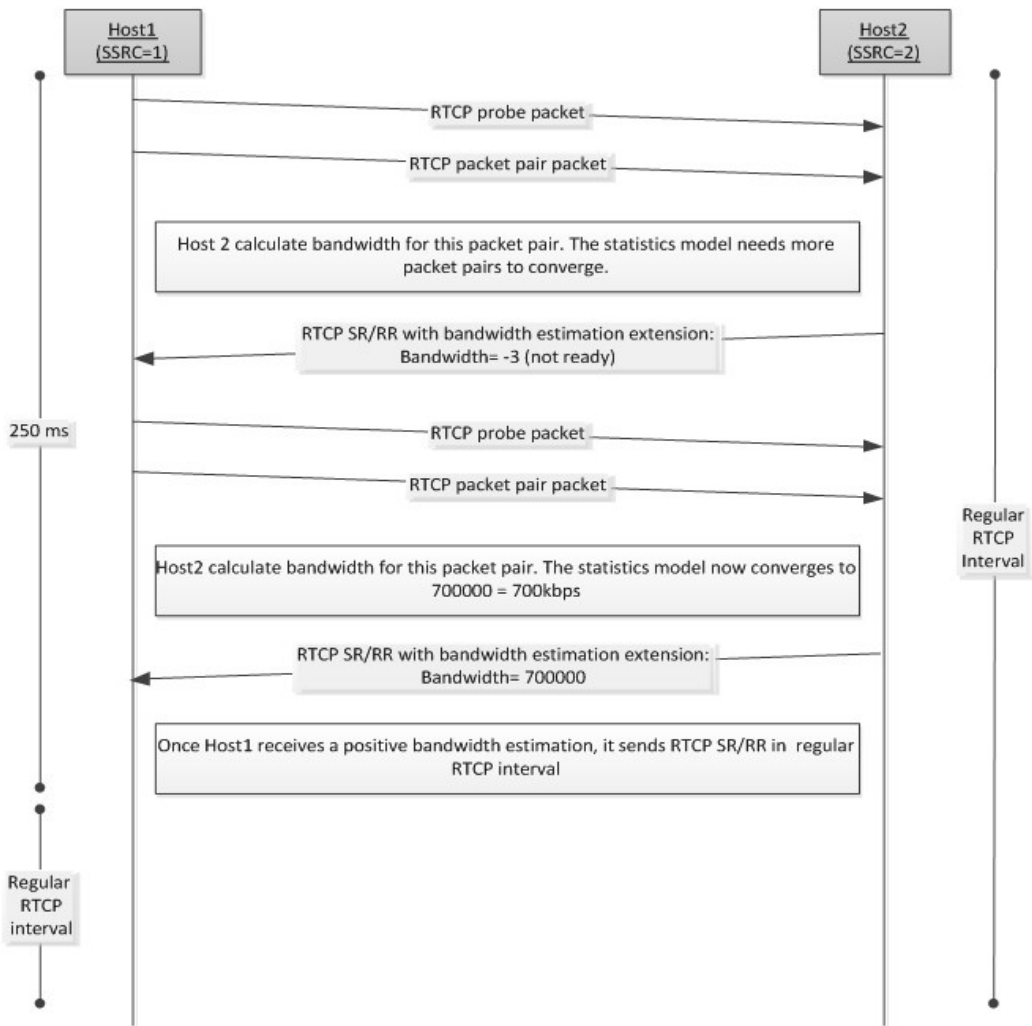 Host1
(SSRC=1)
Host2
(SSRC=2)
RTCP probe packet
RTCP packet pair packet
Host 2 calculate bandwidth for this packet pair. The statistics model needs more
packet pairs to converge.
RTCP SR/RR with bandwidth estimation extension:
Bandwidth= -3 (not ready)
250 ms
RTCP probe packet
RTCP packet pair packet
Regular
RTCP
Interval
Host2 calculate bandwidth for this packet pair. The statistics model now converges to
700000 = 700kbps
RTCP SR/RR with bandwidth estimation extension:
Bandwidth= 700000
Once Host1 receives a positive bandwidth estimation, it sends RTCP SR/RR in  regular
RTCP interval
Regular
RTCP
interval